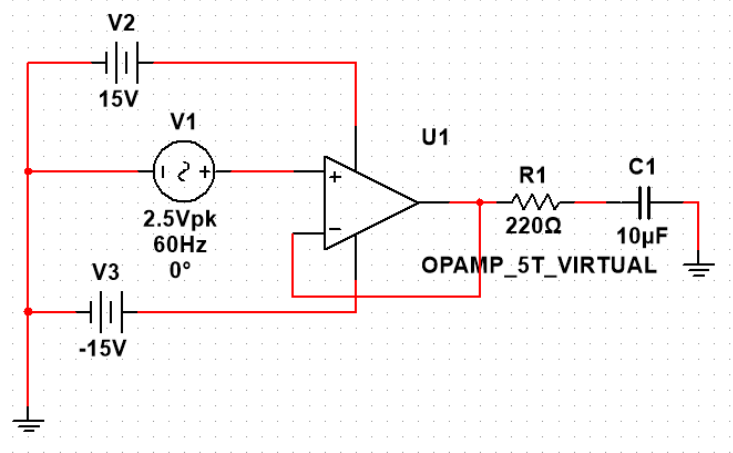 V2
15V
V1
2.5Vpk
60Hz
0°
V3
-15V
U1
+
−
OPAMP_5T_VIRTUAL
R1
220Ω
C1
10µF